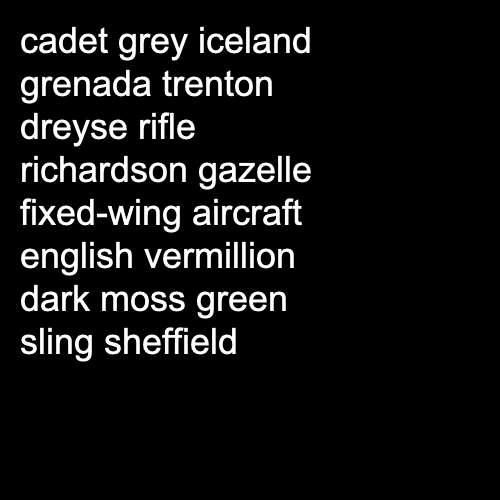 cadet grey iceland
grenada trenton
dreyse rifle
richardson gazelle
fixed-wing aircraft
english vermillion
dark moss green
sling sheffield